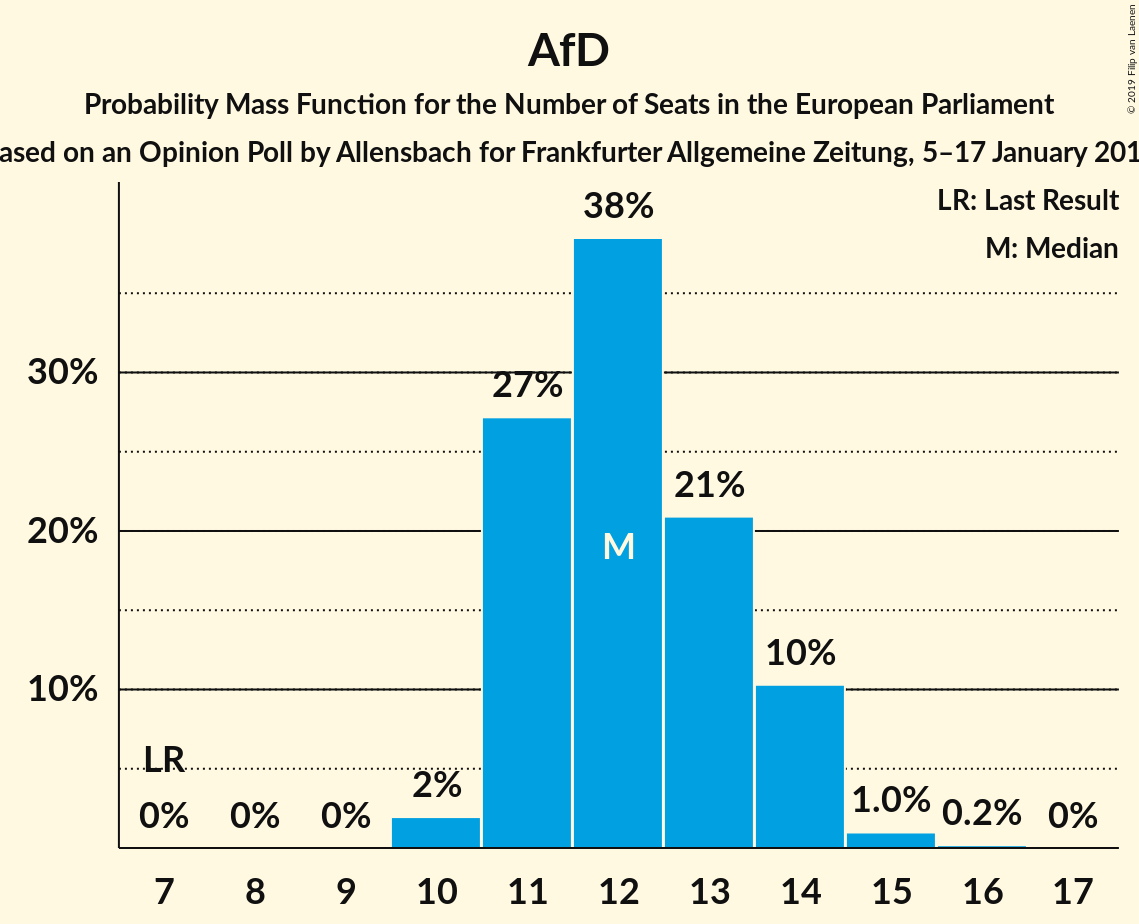 AfD
Probability Mass Function for the Number of Seats in the European Parliament
ased on an Opinion Poll by Allensbach for Frankfurter Allgemeine Zeitung, 5–17 January 201
© 2019 Filip van Laenen
LR: Last Result
M: Median
38%
30%
27%
21%
20%
M
10%
10%
LR
2%
1.0%
0.2%
0% 0% 0% 0%
7 8 9 10 11 12 13 14 15 16 17